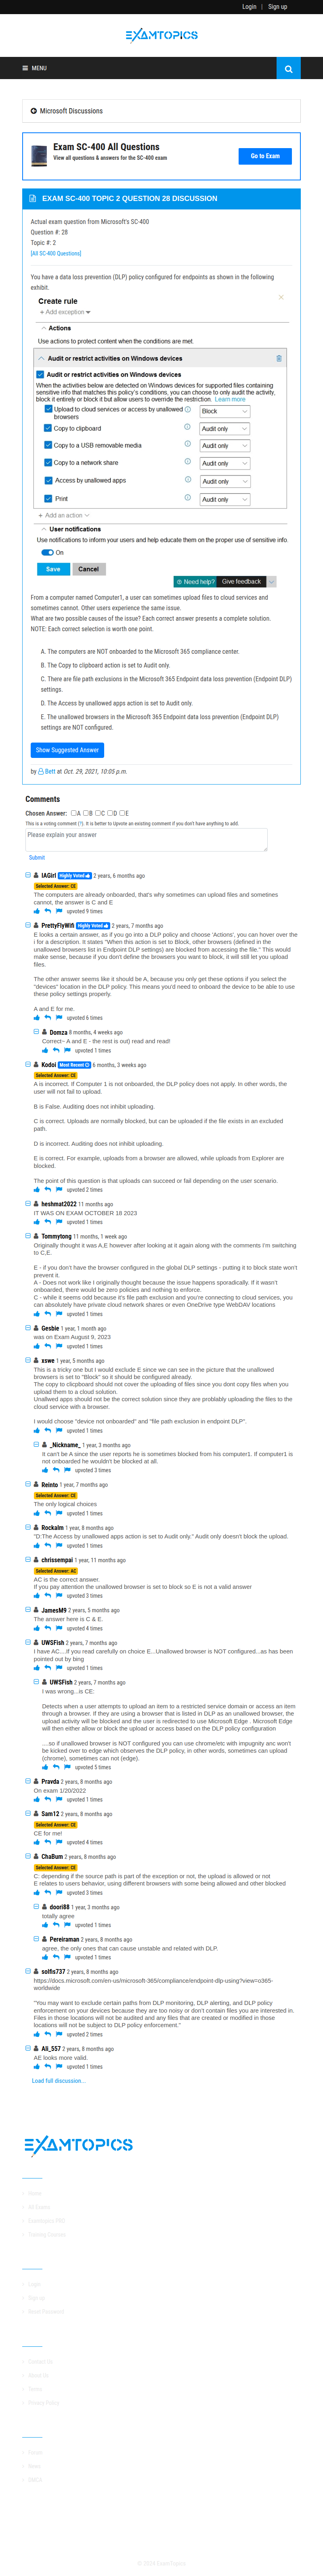 Login | Sign up
EXAMTOPICS
MENU
Microsoft Discussions
Exam SC-400 All Questions
View all questions & answers for the SC-400 exam
Go to Exam
EXAM SC-400 TOPIC 2 QUESTION 28 DISCUSSION
Actual exam question from Microsoft's SC-400
Question #: 28
Topic #: 2
[All SC-400 Questions]
You have a data loss prevention (DLP) policy configured for endpoints as shown in the following
exhibit.
Create rule
+ Add exception
Actions
Use actions to protect content when the conditions are met.
Audit or restrict activities on Windows devices
Audit or restrict activities on Windows devices
When the activities below are detected on Windows devices for supported files containing
sensitive info that matches this policy's conditions, you can choose to only audit the activity,
block it entirely or block it but allow users to override the restriction. Learn more
Upload to cloud services or access by unallowed
browsers
Block
Copy to clipboard
Audit only
Copy to a USB removable media
Audit only
Copy to a network share
Audit only
Access by unallowed apps
Audit only
Print
Audit only
+ Add an action
User notifications
Use notifications to inform your users and help educate them on the proper use of sensitive info.
On
Save Cancel
Need help? Give feedback
From a computer named Computer1, a user can sometimes upload files to cloud services and
sometimes cannot. Other users experience the same issue.
What are two possible causes of the issue? Each correct answer presents a complete solution.
NOTE: Each correct selection is worth one point.
A. The computers are NOT onboarded to the Microsoft 365 compliance center.
B. The Copy to clipboard action is set to Audit only.
C. There are file path exclusions in the Microsoft 365 Endpoint data loss prevention (Endpoint DLP)
settings.
D. The Access by unallowed apps action is set to Audit only.
E. The unallowed browsers in the Microsoft 365 Endpoint data loss prevention (Endpoint DLP)
settings are NOT configured.
Show Suggested Answer
by Bett at Oct. 29, 2021, 10:05 p.m.
Comments
Chosen Answer: A B C D E
This is a voting comment (?). It is better to Upvote an existing comment if you don't have anything to add.
Please explain your answer
Submit
IAGirl Highly Voted 2 years, 6 months ago
Selected Answer: CE
The computers are already onboarded, that's why sometimes can upload files and sometimes
cannot, the answer is C and E
upvoted 9 times
PrettyFlyWifi Highly Voted 2 years, 7 months ago
E looks a certain answer, as if you go into a DLP policy and choose 'Actions', you can hover over the
i for a description. It states "When this action is set to Block, other browsers (defined in the
unallowed browsers list in Endpoint DLP settings) are blocked from accessing the file." This would
make sense, because if you don't define the browsers you want to block, it will still let you upload
files.
The other answer seems like it should be A, because you only get these options if you select the
"devices" location in the DLP policy. This means you'd need to onboard the device to be able to use
the policy properly.
A and E for me.
upvoted 6 times
Domza 8 months, 4 weeks ago
Correct~ A and E - the rest is out) read and read!
upvoted 1 times
Kodoi Most Recent 6 months, 3 weeks ago
Selected Answer: CE
A is incorrect. If Computer 1 is not onboarded, the DLP policy does not apply. In other words, the
user will not fail to upload.
B is False. Auditing does not inhibit uploading.
C is correct. Uploads are normally blocked, but can be uploaded if the file exists in an excluded
path.
D is incorrect. Auditing does not inhibit uploading.
E is correct. For example, uploads from a browser are allowed, while uploads from Explorer are
blocked.
The point of this question is that uploads can succeed or fail depending on the user scenario.
upvoted 2 times
heshmat2022 11 months ago
IT WAS ON EXAM OCTOBER 18 2023
upvoted 1 times
Tommytong 11 months, 1 week ago
Originally thought it was A,E however after looking at it again along with the comments I'm switching
to C,E.
E - if you don't have the browser configured in the global DLP settings - putting it to block state won't
prevent it.
A - Does not work like I originally thought because the issue happens sporadically. If it wasn't
onboarded, there would be zero policies and nothing to enforce.
C - while it seems odd because it's file path exclusion and you're connecting to cloud services, you
can absolutely have private cloud network shares or even OneDrive type WebDAV locations
upvoted 1 times
Gesbie 1 year, 1 month ago
was on Exam August 9, 2023
upvoted 1 times
xswe 1 year, 5 months ago
This is a tricky one but I would exclude E since we can see in the picture that the unallowed
browsers is set to "Block" so it should be configured already.
The copy to clipboard should not cover the uploading of files since you dont copy files when you
upload them to a cloud solution.
Unallwed apps should not be the correct solution since they are probably uploading the files to the
cloud service with a browser.
I would choose "device not onboarded" and "file path exclusion in endpoint DLP".
upvoted 1 times
_Nickname_ 1 year, 3 months ago
It can't be A since the user reports he is sometimes blocked from his computer1. If computer1 is
not onboarded he wouldn't be blocked at all.
upvoted 3 times
Reinto 1 year, 7 months ago
Selected Answer: CE
The only logical choices
upvoted 1 times
Rockalm 1 year, 8 months ago
"D.The Access by unallowed apps action is set to Audit only." Audit only doesn't block the upload.
upvoted 1 times
chrissempai 1 year, 11 months ago
Selected Answer: AC
AC is the correct answer.
If you pay attention the unallowed browser is set to block so E is not a valid answer
upvoted 3 times
JamesM9 2 years, 5 months ago
The answer here is C & E.
upvoted 4 times
UWSFish 2 years, 7 months ago
I have AC....If you read carefully on choice E...Unallowed browser is NOT configured...as has been
pointed out by bing
upvoted 1 times
UWSFish 2 years, 7 months ago
I was wrong...is CE:
Detects when a user attempts to upload an item to a restricted service domain or access an item
through a browser. If they are using a browser that is listed in DLP as an unallowed browser, the
upload activity will be blocked and the user is redirected to use Microsoft Edge . Microsoft Edge
will then either allow or block the upload or access based on the DLP policy configuration
....so if unallowed browser is NOT configured you can use chrome/etc with impugnity anc won't
be kicked over to edge which observes the DLP policy, in other words, sometimes can upload
(chrome), sometimes can not (edge).
upvoted 5 times
Pravda 2 years, 8 months ago
On exam 1/20/2022
upvoted 1 times
Sam12 2 years, 8 months ago
Selected Answer: CE
CE for me!
upvoted 4 times
ChaBum 2 years, 8 months ago
Selected Answer: CE
C: depending if the source path is part of the exception or not, the upload is allowed or not
E relates to users behavior, using different browsers with some being allowed and other blocked
upvoted 3 times
doori88 1 year, 3 months ago
totally agree
upvoted 1 times
Pereiraman 2 years, 8 months ago
agree, the only ones that can cause unstable and related with DLP.
upvoted 1 times
solfis737 2 years, 8 months ago
https://docs.microsoft.com/en-us/microsoft-365/compliance/endpoint-dlp-using?view=o365-
worldwide
"You may want to exclude certain paths from DLP monitoring, DLP alerting, and DLP policy
enforcement on your devices because they are too noisy or don't contain files you are interested in.
Files in those locations will not be audited and any files that are created or modified in those
locations will not be subject to DLP policy enforcement."
upvoted 2 times
Ali_557 2 years, 8 months ago
AE looks more valid.
upvoted 1 times
Load full discussion...
EXAMTOPICS
Home
All Exams
Examtopics PRO
Training Courses
Login
Sign up
Reset Password
Contact Us
About Us
Terms
Privacy Policy
Forum
News
DMCA
© 2024 ExamTopics